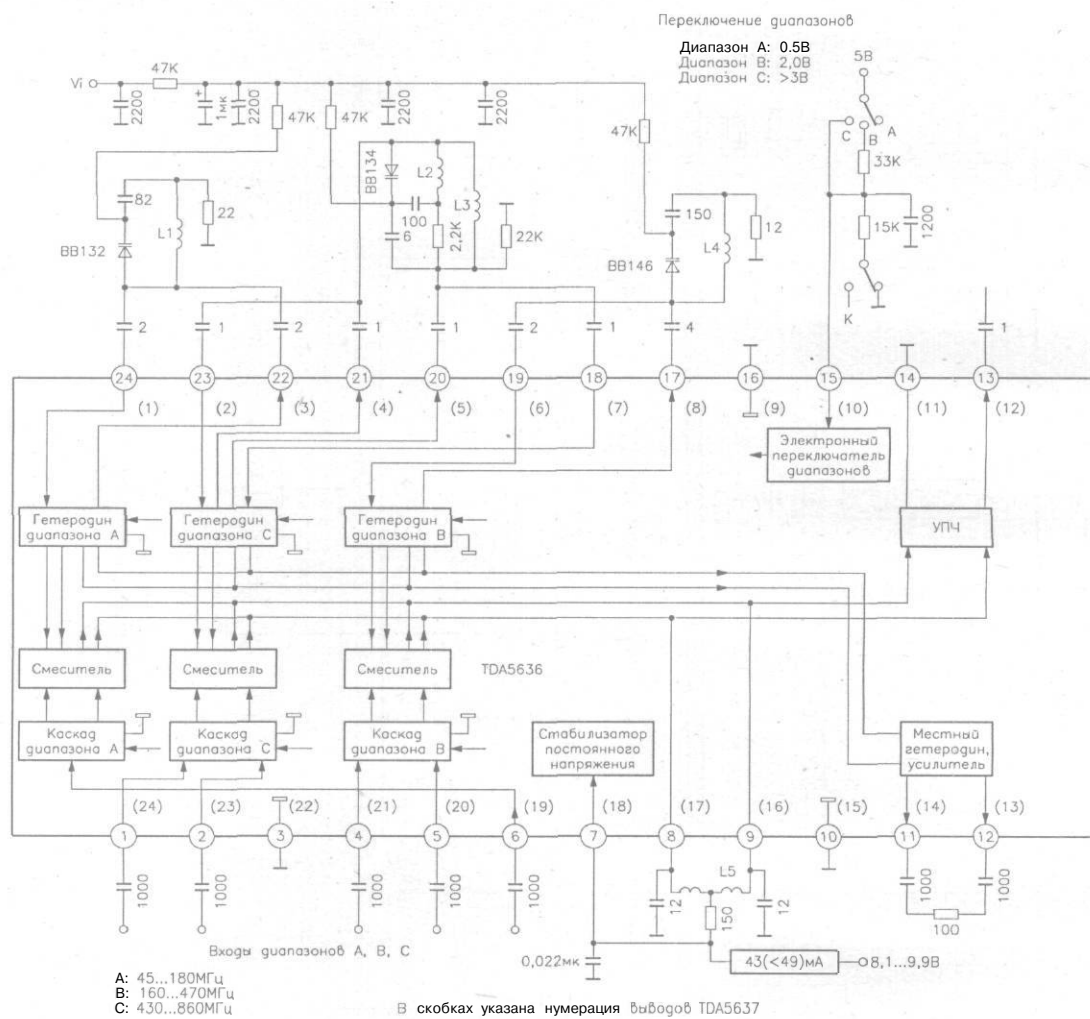 Переключение диапазонов
Диапазон А: 0.5В
Диапазон В: 2,0В
Диапазон С: >3В
5В
С
В
А
33К
15К
1200
К
Vi
47К
2200
+
1мк
2200
47К
47К
2200
2200
47К
82
22
L1
BB132
BB134
L2
L3
100
6
2,2К
22К
150
12
L4
BB146
2
1
2
1
1
2
1
4
1
24
23
22
21
20
19
18
17
16
15
14
13
(1)
(2)
(3)
(4)
(5)
(6)
(7)
(8)
(9)
(10)
(11)
(12)
Электронный
переключатель
диапазонов
Гетеродин
диапазона А
Гетеродин
диапазона С
Гетеродин
диапазона В
УПЧ
Смеситель
Смеситель
Смеситель
TDA5636
Каскад
диапазона А
Каскад
диапазона С
Каскад
диапазона В
Стабилизатор
постоянного
напряжения
Местный
гетеродин,
усилитель
(24)
(23)
(22)
(21)
(20)
(19)
(18)
(17)
(16)
(15)
(14)
(13)
1
2
3
4
5
6
7
8
9
10
11
12
1000
1000
1000
1000
1000
12
L5
150
12
1000
1000
100
Входы диапазонов А, В, С
0,022мк
43(<49)мА
8,1...9,9В
А: 45...180МГц
В: 160...470МГц
С: 430...860МГц
В скобках указана нумерация выводов TDA5637